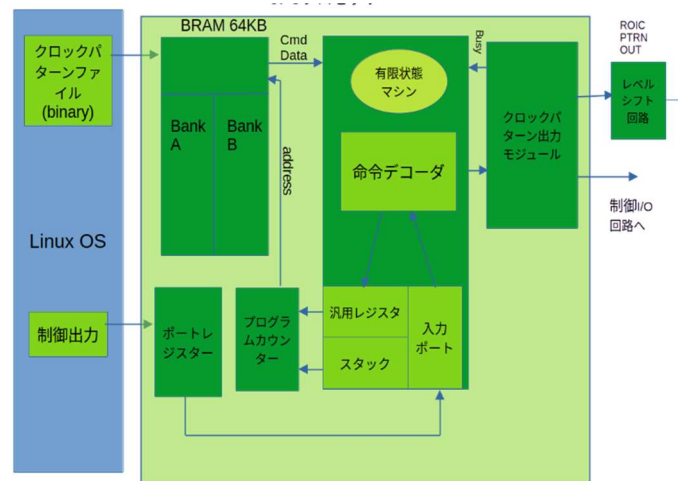 BRAM 64KB
クロックパ
ターンファ
イル
(binary)
Cmd
Data
Bank
A
Bank
B
address
有限状態
マシン
命令デコーダ
Busy
クロックパ
ターン出力
モジュール
ROIC
PTRN
OUT
レベル
シフト
回路
制御I/O
回路へ
Linux OS
制御出力
ポートレ
ジスター
プログラ
ムカウン
ター
汎用レジスタ
スタック
入力
ポート